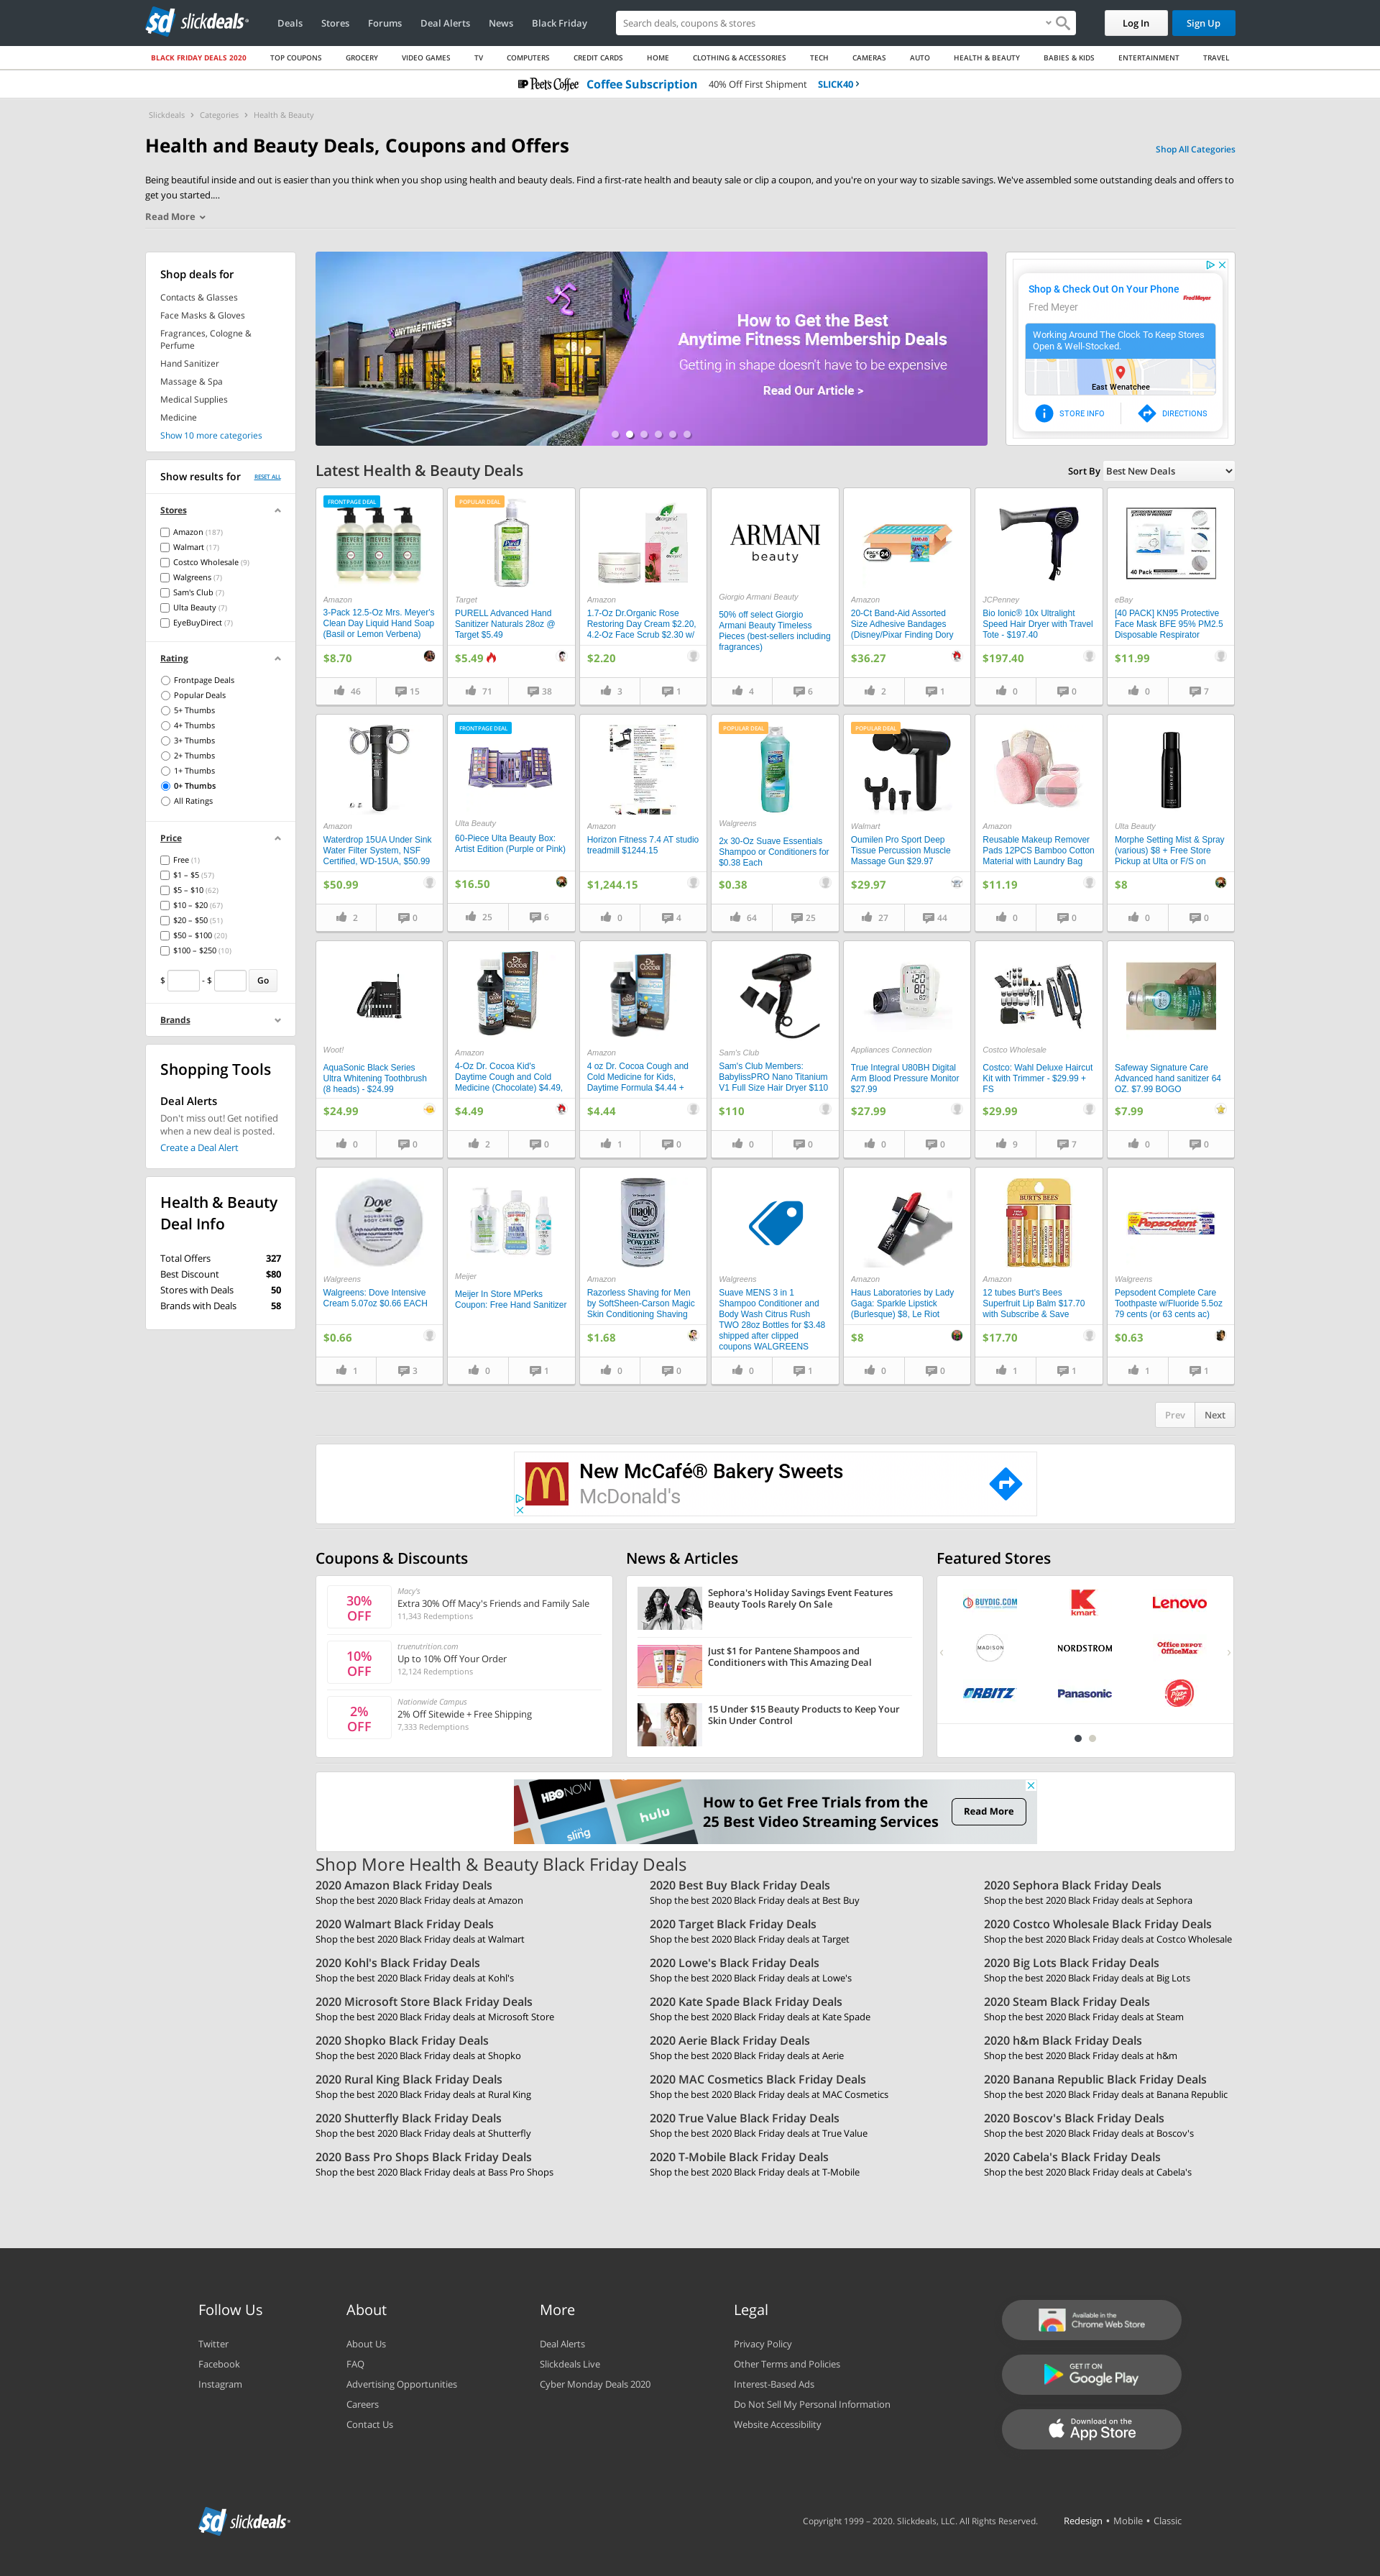 slickdeals
Deals
Stores
Forums
Deal Alerts
News
Black Friday
Search deals, coupons & stores
Log In
Sign Up
BLACK FRIDAY DEALS 2020
TOP COUPONS
GROCERY
VIDEO GAMES
TV
COMPUTERS
CREDIT CARDS
HOME
CLOTHING & ACCESSORIES
TECH
CAMERAS
AUTO
HEALTH & BEAUTY
BABIES & KIDS
ENTERTAINMENT
TRAVEL
Peet's Coffee Coffee Subscription 40% Off First Shipment SLICK40
Slickdeals > Categories > Health & Beauty
Health and Beauty Deals, Coupons and Offers
Shop All Categories
Being beautiful inside and out is easier than you think when you shop using health and beauty deals. Find a first-rate health and beauty sale or clip a coupon, and you're on your way to sizable savings. We've assembled some outstanding deals and offers to
get you started....
Read More
Shop deals for
Contacts & Glasses
Face Masks & Gloves
Fragrances, Cologne &
Perfume
Hand Sanitizer
Massage & Spa
Medical Supplies
Medicine
Show 10 more categories
ANYTIME FITNESS
How to Get the Best
Anytime Fitness Membership Deals
Getting in shape doesn't have to be expensive
Read Our Article >
Shop & Check Out On Your Phone
Fred Meyer
Fred Meyer
Working Around The Clock To Keep Stores
Open & Well-Stocked.
East Wenatchee
STORE INFO
DIRECTIONS
Show results for
RESET ALL
Stores
Amazon (187)
Walmart (17)
Costco Wholesale (9)
Walgreens (7)
Sam's Club (7)
Ulta Beauty (7)
EyeBuyDirect (7)
Rating
Frontpage Deals
Popular Deals
5+ Thumbs
4+ Thumbs
3+ Thumbs
2+ Thumbs
1+ Thumbs
0+ Thumbs
All Ratings
Price
Free (1)
$1 – $5 (57)
$5 – $10 (62)
$10 – $20 (67)
$20 – $50 (51)
$50 – $100 (20)
$100 – $250 (10)
$ - $ Go
Brands
Shopping Tools
Deal Alerts
Don't miss out! Get notified
when a new deal is posted.
Create a Deal Alert
Health & Beauty
Deal Info
Total Offers 327
Best Discount $80
Stores with Deals 50
Brands with Deals 58
Latest Health & Beauty Deals
Sort By Best New Deals
FRONTPAGE DEAL
Amazon
3-Pack 12.5-Oz Mrs. Meyer's
Clean Day Liquid Hand Soap
(Basil or Lemon Verbena)
$8.70
46 15
POPULAR DEAL
Target
PURELL Advanced Hand
Sanitizer Naturals 28oz @
Target $5.49
$5.49
71 38
Amazon
1.7-Oz Dr.Organic Rose
Restoring Day Cream $2.20,
4.2-Oz Face Scrub $2.30 w/
$2.20
3 1
ARMANI
beauty
Giorgio Armani Beauty
50% off select Giorgio
Armani Beauty Timeless
Pieces (best-sellers including
fragrances)
4 6
Amazon
20-Ct Band-Aid Assorted
Size Adhesive Bandages
(Disney/Pixar Finding Dory
$36.27
2 1
JCPenney
Bio Ionic® 10x Ultralight
Speed Hair Dryer with Travel
Tote - $197.40
$197.40
0 0
40 Pack
eBay
[40 PACK] KN95 Protective
Face Mask BFE 95% PM2.5
Disposable Respirator
$11.99
0 7
Amazon
Waterdrop 15UA Under Sink
Water Filter System, NSF
Certified, WD-15UA, $50.99
$50.99
2 0
FRONTPAGE DEAL
Ulta Beauty
60-Piece Ulta Beauty Box:
Artist Edition (Purple or Pink)
$16.50
25 6
Amazon
Horizon Fitness 7.4 AT studio
treadmill $1244.15
$1,244.15
0 4
POPULAR DEAL
Walgreens
2x 30-Oz Suave Essentials
Shampoo or Conditioners for
$0.38 Each
$0.38
64 25
POPULAR DEAL
Walmart
Oumilen Pro Sport Deep
Tissue Percussion Muscle
Massage Gun $29.97
$29.97
27 44
Amazon
Reusable Makeup Remover
Pads 12PCS Bamboo Cotton
Material with Laundry Bag
$11.19
0 0
Ulta Beauty
Morphe Setting Mist & Spray
(various) $8 + Free Store
Pickup at Ulta or F/S on
$8
0 0
Woot!
AquaSonic Black Series
Ultra Whitening Toothbrush
(8 heads) - $24.99
$24.99
0 0
Dr. Cocoa
Amazon
4-Oz Dr. Cocoa Kid's
Daytime Cough and Cold
Medicine (Chocolate) $4.49,
$4.49
2 0
Dr. Cocoa
Amazon
4 oz Dr. Cocoa Cough and
Cold Medicine for Kids,
Daytime Formula $4.44 +
$4.44
1 0
Sam's Club
Sam's Club Members:
BabylissPRO Nano Titanium
V1 Full Size Hair Dryer $110
$110
0 0
Appliances Connection
True Integral U80BH Digital
Arm Blood Pressure Monitor
$27.99
$27.99
0 0
Costco Wholesale
Costco: Wahl Deluxe Haircut
Kit with Trimmer - $29.99 +
FS
$29.99
9 7
Safeway Signature Care
Advanced hand sanitizer 64
OZ. $7.99 BOGO
$7.99
0 0
Dove
Walgreens
Walgreens: Dove Intensive
Cream 5.07oz $0.66 EACH
$0.66
1 3
Meijer
Meijer In Store MPerks
Coupon: Free Hand Sanitizer
0 1
magic
SHAVING
POWDER
Amazon
Razorless Shaving for Men
by SoftSheen-Carson Magic
Skin Conditioning Shaving
$1.68
0 0
Walgreens
Suave MENS 3 in 1
Shampoo Conditioner and
Body Wash Citrus Rush
TWO 28oz Bottles for $3.48
shipped after clipped
coupons WALGREENS
0 1
Amazon
Haus Laboratories by Lady
Gaga: Sparkle Lipstick
(Burlesque) $8, Le Riot
$8
0 0
BURT'S BEES
Amazon
12 tubes Burt's Bees
Superfruit Lip Balm $17.70
with Subscribe & Save
$17.70
1 1
Pepsodent
Walgreens
Pepsodent Complete Care
Toothpaste w/Fluoride 5.5oz
79 cents (or 63 cents ac)
$0.63
1 1
Prev
Next
New McCafé® Bakery Sweets
McDonald's
Coupons & Discounts
30%
OFF
Macy's
Extra 30% Off Macy's Friends and Family Sale
11,343 Redemptions
10%
OFF
truenutrition.com
Up to 10% Off Your Order
12,124 Redemptions
2%
OFF
Nationwide Campus
2% Off Sitewide + Free Shipping
7,333 Redemptions
News & Articles
Sephora's Holiday Savings Event Features
Beauty Tools Rarely On Sale
Just $1 for Pantene Shampoos and
Conditioners with This Amazing Deal
15 Under $15 Beauty Products to Keep Your
Skin Under Control
Featured Stores
BUYDIG.COM
kmart
Lenovo
MADISON
NORDSTROM
Office DEPOT
OfficeMax
ORBITZ
Panasonic
Pizza Hut
HBO NOW
hulu
sling
How to Get Free Trials from the
25 Best Video Streaming Services
Read More
Shop More Health & Beauty Black Friday Deals
2020 Amazon Black Friday Deals
Shop the best 2020 Black Friday deals at Amazon
2020 Best Buy Black Friday Deals
Shop the best 2020 Black Friday deals at Best Buy
2020 Sephora Black Friday Deals
Shop the best 2020 Black Friday deals at Sephora
2020 Walmart Black Friday Deals
Shop the best 2020 Black Friday deals at Walmart
2020 Target Black Friday Deals
Shop the best 2020 Black Friday deals at Target
2020 Costco Wholesale Black Friday Deals
Shop the best 2020 Black Friday deals at Costco Wholesale
2020 Kohl's Black Friday Deals
Shop the best 2020 Black Friday deals at Kohl's
2020 Lowe's Black Friday Deals
Shop the best 2020 Black Friday deals at Lowe's
2020 Big Lots Black Friday Deals
Shop the best 2020 Black Friday deals at Big Lots
2020 Microsoft Store Black Friday Deals
Shop the best 2020 Black Friday deals at Microsoft Store
2020 Kate Spade Black Friday Deals
Shop the best 2020 Black Friday deals at Kate Spade
2020 Steam Black Friday Deals
Shop the best 2020 Black Friday deals at Steam
2020 Shopko Black Friday Deals
Shop the best 2020 Black Friday deals at Shopko
2020 Aerie Black Friday Deals
Shop the best 2020 Black Friday deals at Aerie
2020 h&m Black Friday Deals
Shop the best 2020 Black Friday deals at h&m
2020 Rural King Black Friday Deals
Shop the best 2020 Black Friday deals at Rural King
2020 MAC Cosmetics Black Friday Deals
Shop the best 2020 Black Friday deals at MAC Cosmetics
2020 Banana Republic Black Friday Deals
Shop the best 2020 Black Friday deals at Banana Republic
2020 Shutterfly Black Friday Deals
Shop the best 2020 Black Friday deals at Shutterfly
2020 True Value Black Friday Deals
Shop the best 2020 Black Friday deals at True Value
2020 Boscov's Black Friday Deals
Shop the best 2020 Black Friday deals at Boscov's
2020 Bass Pro Shops Black Friday Deals
Shop the best 2020 Black Friday deals at Bass Pro Shops
2020 T-Mobile Black Friday Deals
Shop the best 2020 Black Friday deals at T-Mobile
2020 Cabela's Black Friday Deals
Shop the best 2020 Black Friday deals at Cabela's
Follow Us
Twitter
Facebook
Instagram
About
About Us
FAQ
Advertising Opportunities
Careers
Contact Us
More
Deal Alerts
Slickdeals Live
Cyber Monday Deals 2020
Legal
Privacy Policy
Other Terms and Policies
Interest-Based Ads
Do Not Sell My Personal Information
Website Accessibility
Available in the
Chrome Web Store
GET IT ON
Google Play
Download on the
App Store
slickdeals
Copyright 1999 – 2020. Slickdeals, LLC. All Rights Reserved.
Redesign • Mobile • Classic